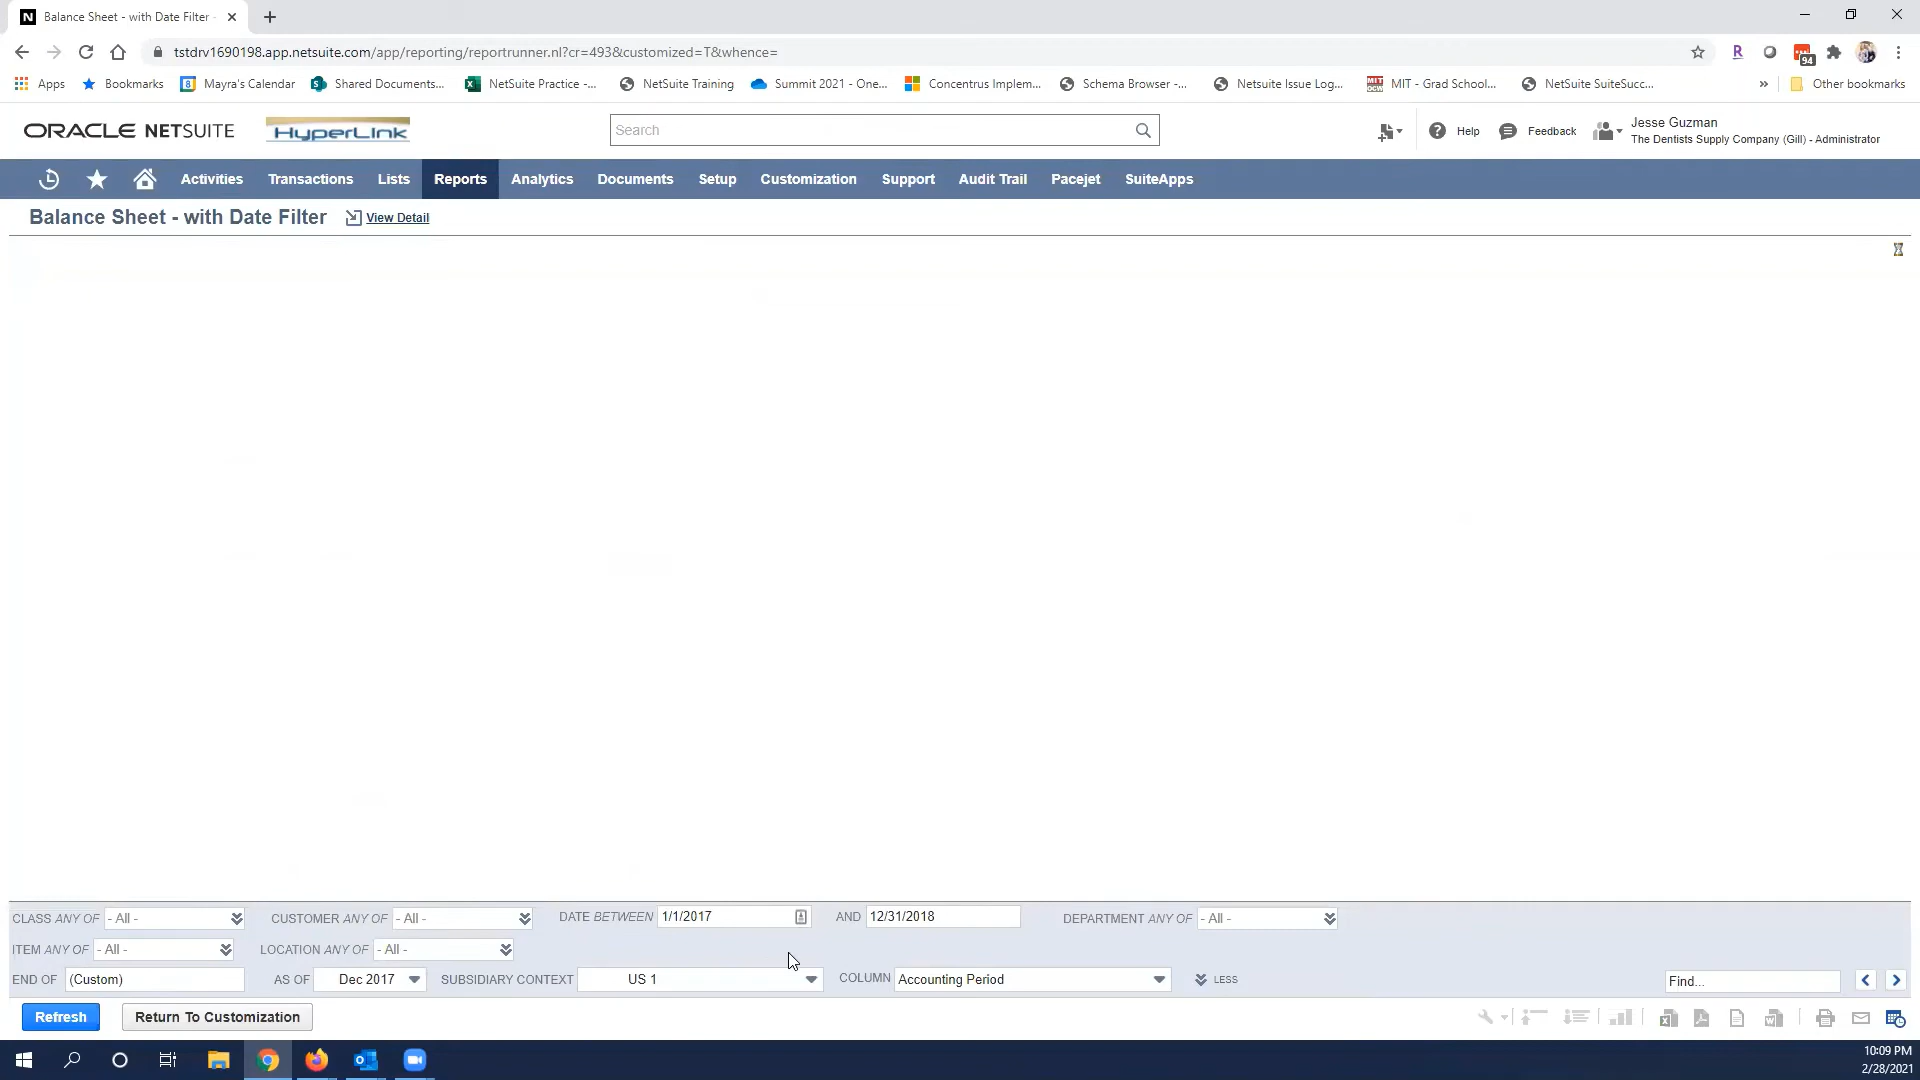 Balance Sheet - with Date Filter -
tstdrv1690198.app.netsuite.com/app/reporting/reportrunner.nl?cr=493&customized=T&whence=
94
Apps Bookmarks Mayra's Calendar Shared Documents... NetSuite Practice -... NetSuite Training Summit 2021 - One... Concentrus Implem... Schema Browser -... Netsuite Issue Log... MIT - Grad School... NetSuite SuiteSucc... » Other bookmarks
ORACLE NETSUITE HyperLink Search Help Feedback Jesse Guzman
The Dentists Supply Company (Gill) - Administrator
Activities Transactions Lists Reports Analytics Documents Setup Customization Support Audit Trail Pacejet SuiteApps
Balance Sheet - with Date Filter View Detail
CLASS ANY OF - All - CUSTOMER ANY OF - All - DATE BETWEEN 1/1/2017 AND 12/31/2018 DEPARTMENT ANY OF - All -
ITEM ANY OF - All - LOCATION ANY OF - All -
END OF (Custom) AS OF Dec 2017 SUBSIDIARY CONTEXT US 1 COLUMN Accounting Period LESS Find...
Refresh Return To Customization
10:09 PM
2/28/2021